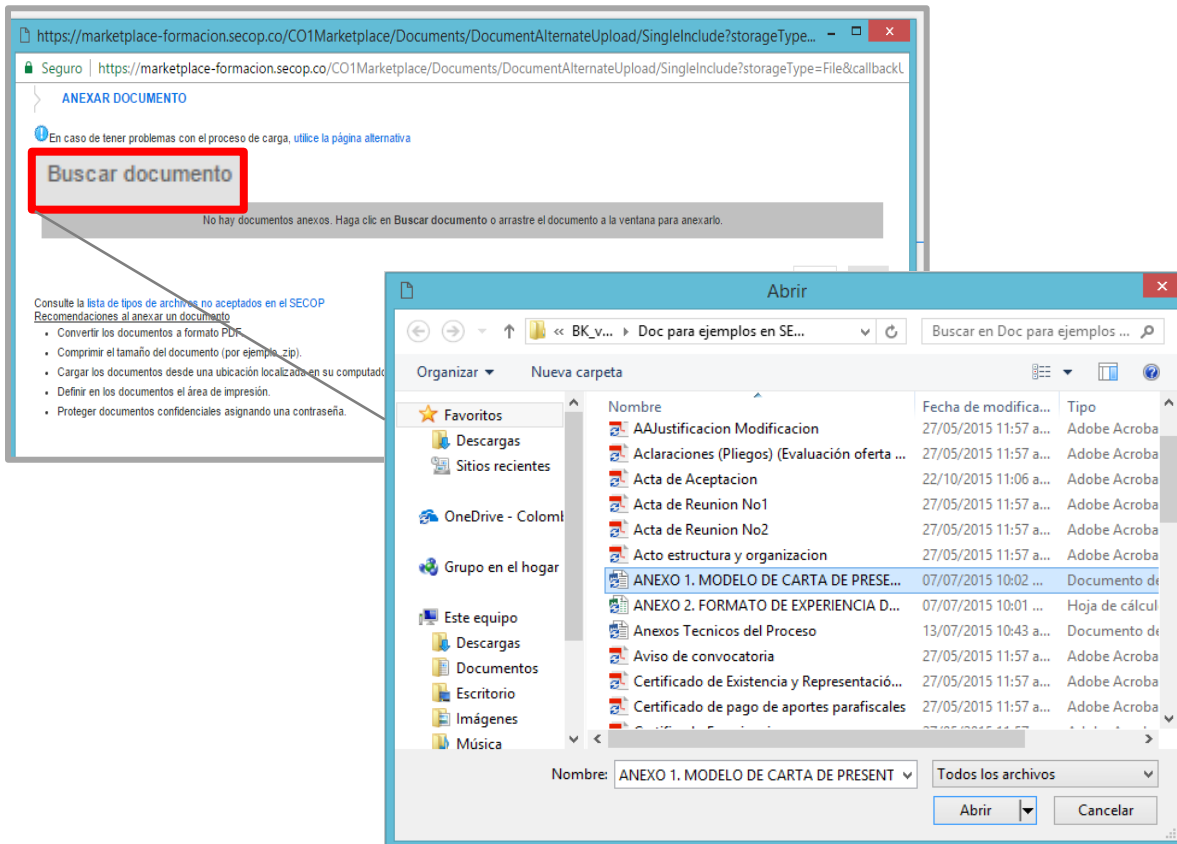 https://marketplace-formacion.secop.co/CO1Marketplace/Documents/DocumentAlternateUpload/SingleInclude?storageType...
Seguro | https://marketplace-formacion.secop.co/CO1Marketplace/Documents/DocumentAlternateUpload/SingleInclude?storageType=File&callbackU
ANEXAR DOCUMENTO
En caso de tener problemas con el proceso de carga, utilice la página alternativa
Buscar documento
No hay documentos anexos. Haga clic en Buscar documento o arrastre el documento a la ventana para anexarlo.
Consulte la lista de tipos de archivos no aceptados en el SECOP
Recomendaciones al anexar un documento
• Convertir los documentos a formato PDF.
• Comprimir el tamaño del documento (por ejemplo, zip).
• Cargar los documentos desde una ubicación localizada en su computado
• Definir en los documentos el área de impresión.
• Proteger documentos confidenciales asignando una contraseña.
Abrir
« BK_v... Doc para ejemplos en SE...
Buscar en Doc para ejemplos ...
Organizar Nueva carpeta
Favoritos
Descargas
Sitios recientes
OneDrive - Colomb
Grupo en el hogar
Este equipo
Descargas
Documentos
Escritorio
Imágenes
Música
Nombre Fecha de modifica... Tipo
AAJustificacion Modificacion 27/05/2015 11:57 a... Adobe Acroba
Aclaraciones (Pliegos) (Evaluación oferta ... 27/05/2015 11:57 a... Adobe Acroba
Acta de Aceptacion 22/10/2015 11:06 a... Adobe Acroba
Acta de Reunion No1 27/05/2015 11:57 a... Adobe Acroba
Acta de Reunion No2 27/05/2015 11:57 a... Adobe Acroba
Acto estructura y organizacion 27/05/2015 11:57 a... Adobe Acroba
ANEXO 1. MODELO DE CARTA DE PRESE... 07/07/2015 10:02 ... Documento de
ANEXO 2. FORMATO DE EXPERIENCIA D... 07/07/2015 10:01 ... Hoja de cálcul
Anexos Tecnicos del Proceso 13/07/2015 10:43 a... Documento de
Aviso de convocatoria 27/05/2015 11:57 a... Adobe Acroba
Certificado de Existencia y Representació... 27/05/2015 11:57 a... Adobe Acroba
Certificado de pago de aportes parafiscales 27/05/2015 11:57 a... Adobe Acroba
Nombre: ANEXO 1. MODELO DE CARTA DE PRESENT Todos los archivos
Abrir Cancelar